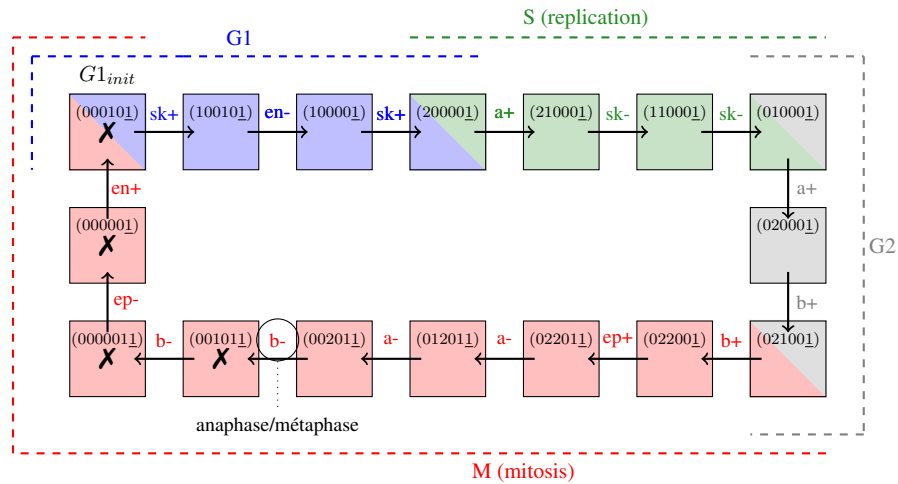 S (replication)
G1
G1init
(000101) sk+ (100101) en- (100001) sk+ (200001) a+ (210001) sk- (110001) sk- (010001)
✗
en+ a+
(000001) (020001)
✗
G2
ep- b+
(000011) b- (001011) b- (002011) a- (012011) a- (022011) ep+ (022001) b+ (021001)
✗ ✗
anaphase/métaphase
M (mitosis)